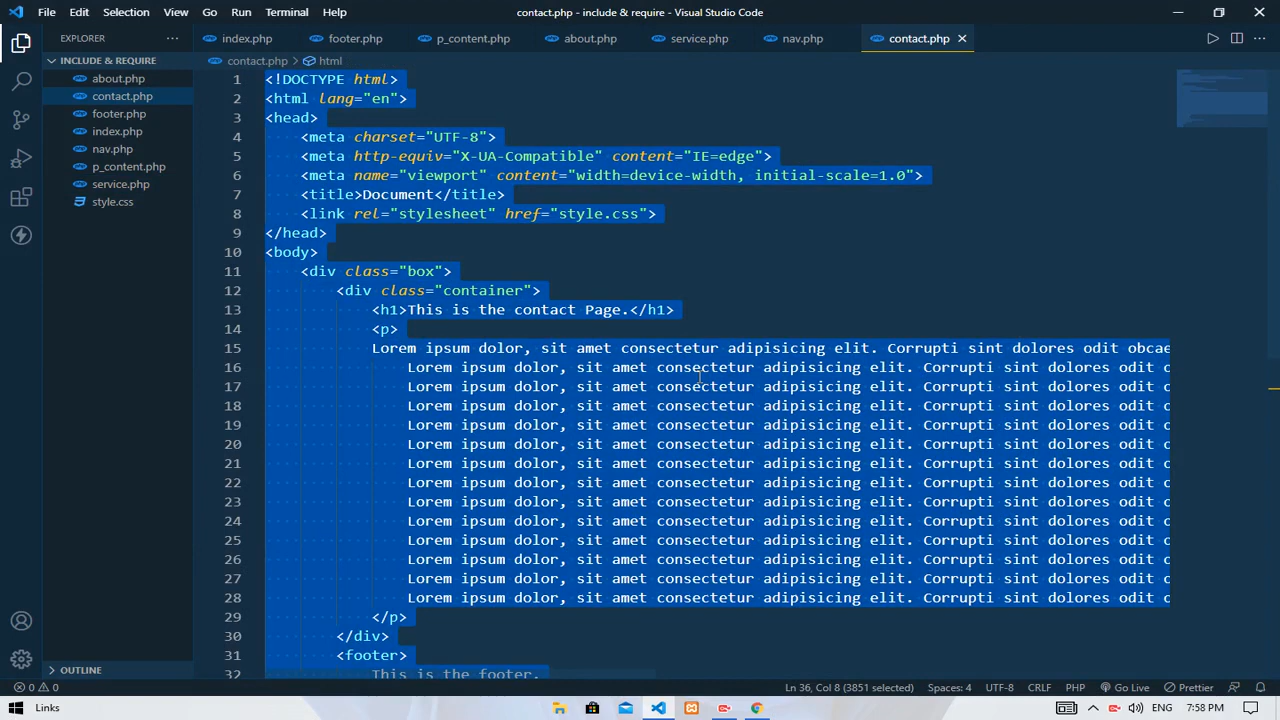 File Edit Selection View Go Run Terminal Help contact.php - include & require - Visual Studio Code
EXPLORER index.php footer.php p_content.php about.php service.php nav.php contact.php
INCLUDE & REQUIRE contact.php > html
about.php
contact.php
footer.php
index.php
nav.php
p_content.php
service.php
style.css
1 <!DOCTYPE html>
2 <html lang="en">
3 <head>
4 <meta charset="UTF-8">
5 <meta http-equiv="X-UA-Compatible" content="IE=edge">
6 <meta name="viewport" content="width=device-width, initial-scale=1.0">
7 <title>Document</title>
8 <link rel="stylesheet" href="style.css">
9 </head>
10 <body>
11 <div class="box">
12 <div class="container">
13 <h1>This is the contact Page.</h1>
14 <p>
15 Lorem ipsum dolor, sit amet consectetur adipisicing elit. Corrupti sint dolores odit obcae
16 Lorem ipsum dolor, sit amet consectetur adipisicing elit. Corrupti sint dolores odit
17 Lorem ipsum dolor, sit amet consectetur adipisicing elit. Corrupti sint dolores odit
18 Lorem ipsum dolor, sit amet consectetur adipisicing elit. Corrupti sint dolores odit
19 Lorem ipsum dolor, sit amet consectetur adipisicing elit. Corrupti sint dolores odit
20 Lorem ipsum dolor, sit amet consectetur adipisicing elit. Corrupti sint dolores odit
21 Lorem ipsum dolor, sit amet consectetur adipisicing elit. Corrupti sint dolores odit
22 Lorem ipsum dolor, sit amet consectetur adipisicing elit. Corrupti sint dolores odit
23 Lorem ipsum dolor, sit amet consectetur adipisicing elit. Corrupti sint dolores odit
24 Lorem ipsum dolor, sit amet consectetur adipisicing elit. Corrupti sint dolores odit
25 Lorem ipsum dolor, sit amet consectetur adipisicing elit. Corrupti sint dolores odit
26 Lorem ipsum dolor, sit amet consectetur adipisicing elit. Corrupti sint dolores odit
27 Lorem ipsum dolor, sit amet consectetur adipisicing elit. Corrupti sint dolores odit
28 Lorem ipsum dolor, sit amet consectetur adipisicing elit. Corrupti sint dolores odit
29 </p>
30 </div>
31 <footer>
32 This is the footer.
OUTLINE
0 0 Ln 36, Col 8 (3851 selected) Spaces: 4 UTF-8 CRLF PHP Go Live Prettier
Links ENG 7:58 PM